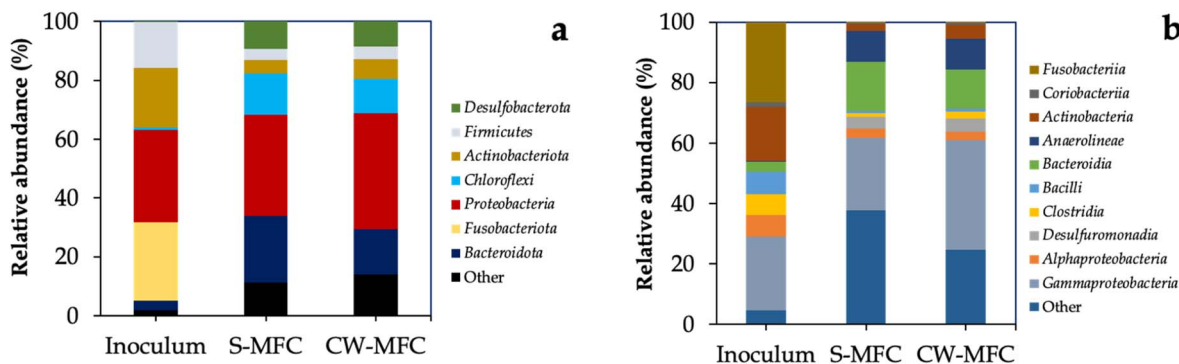 a
Relative abundance (%)
100
80
60
40
20
0
Inoculum S-MFC CW-MFC
Desulfobacterota
Firmicutes
Actinobacteriota
Chloroflexi
Proteobacteria
Fusobacteriota
Bacteroidota
Other
b
Relative abundance (%)
100
80
60
40
20
0
Inoculum S-MFC CW-MFC
Fusobacteriia
Coriobacteriia
Actinobacteria
Anaerolineae
Bacteroidia
Bacilli
Clostridia
Desulfuromonadia
Alphaproteobacteria
Gammaproteobacteria
Other